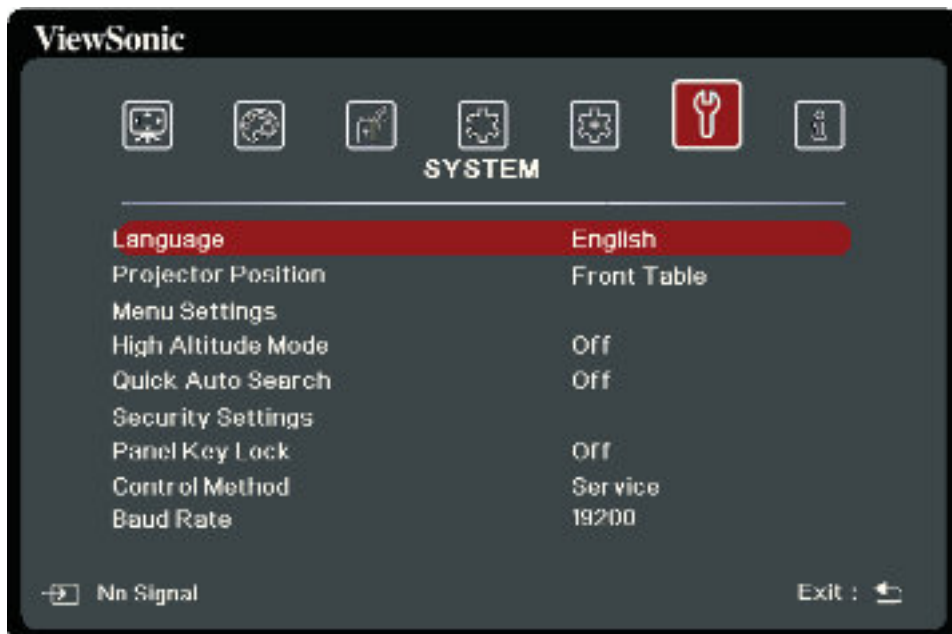 ViewSonic
SYSTEM
Language English
Projector Position Front Table
Menu Settings
High Altitude Mode Off
Quick Auto Search Off
Security Settings
Panel Key Lock Off
Control Method Service
Baud Rate 19200
No Signal Exit :